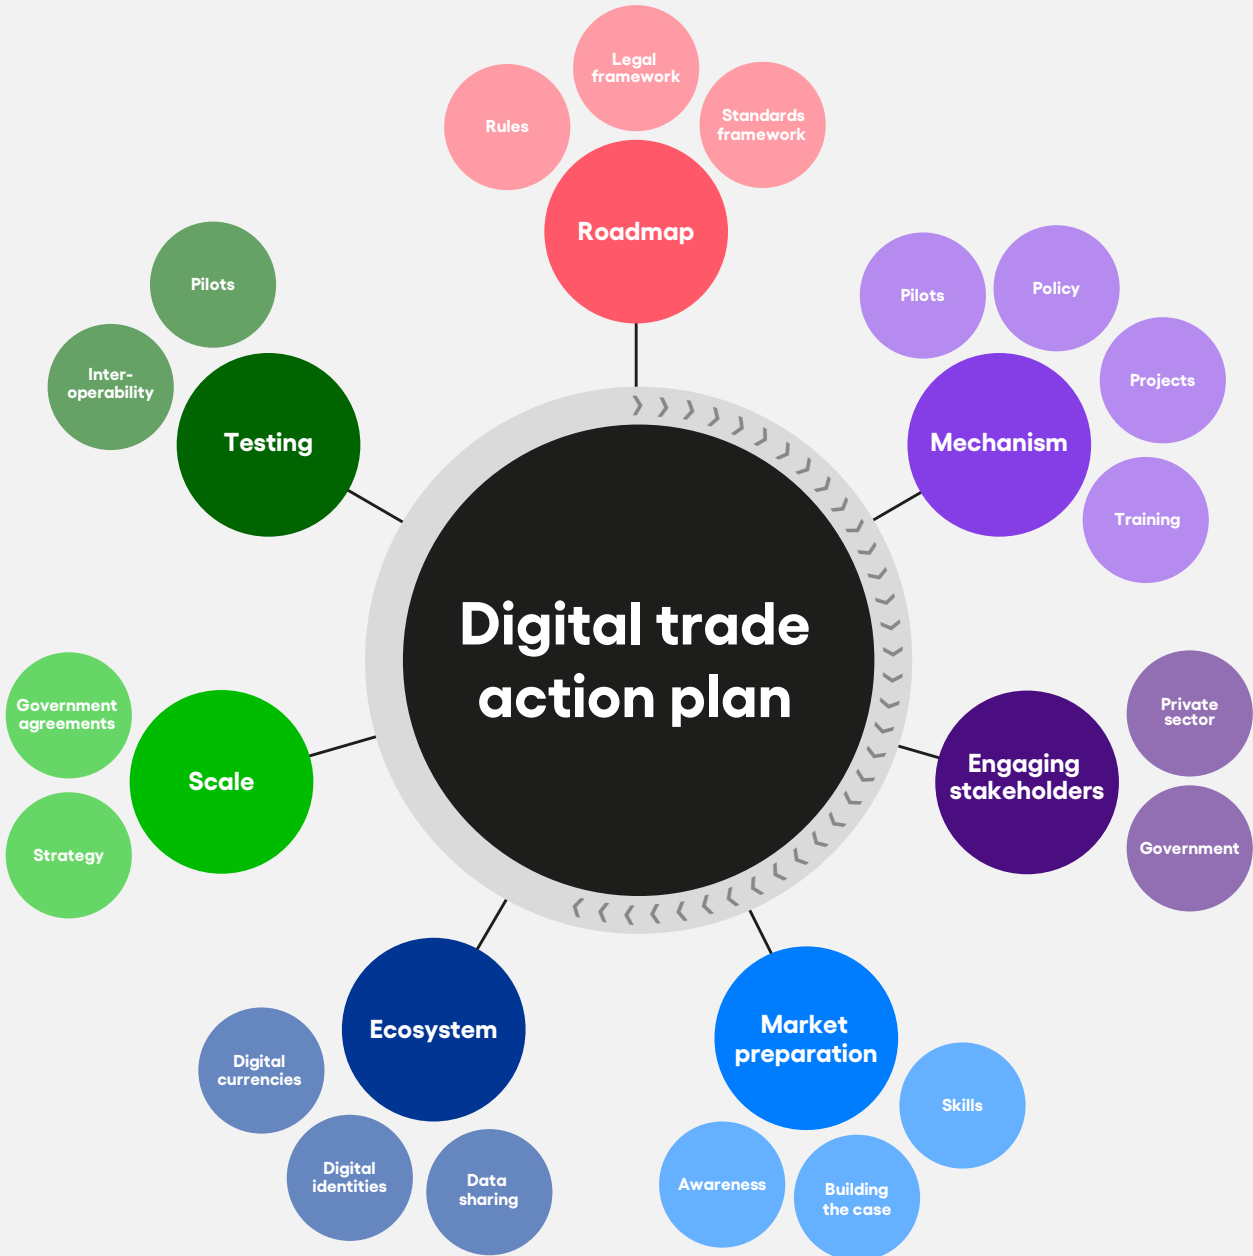 Legal
framework
Rules
Standards
framework
Roadmap
Pilots
Policy
Projects
Training
Mechanism
Private
sector
Government
Engaging
stakeholders
Market
preparation
Skills
Building
the case
Awareness
Ecosystem
Data
sharing
Digital
identities
Digital
currencies
Scale
Strategy
Government
agreements
Testing
Inter-
operability
Pilots
Digital trade
action plan